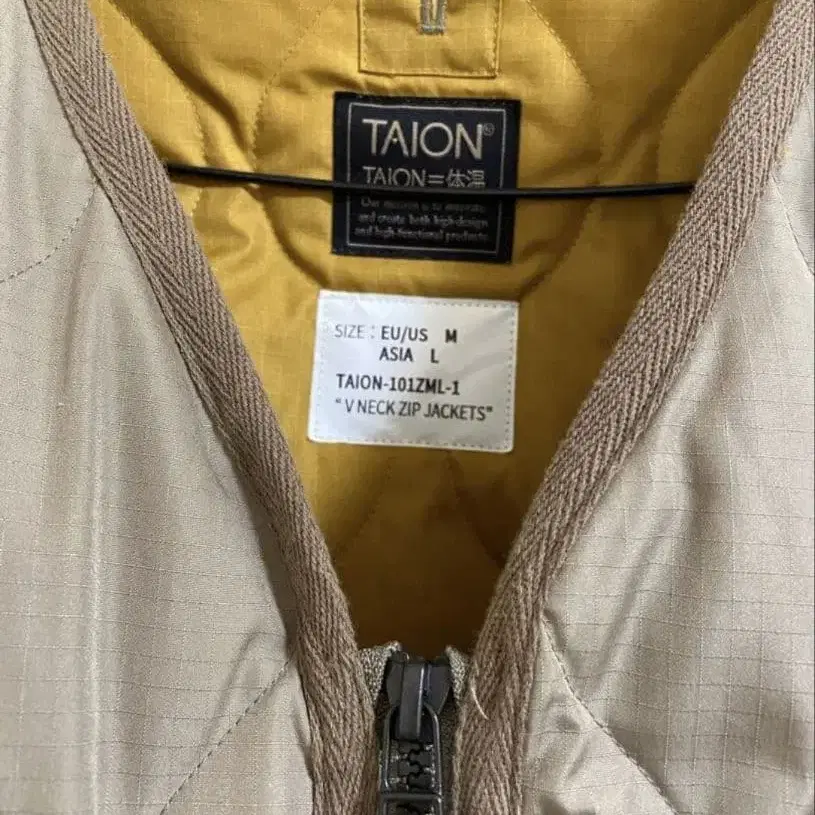 TAION®
TAION=体温
Our mission is to innovate,
and create both high-design
and high-functional products.
SIZE : EU/US M
ASIA L
TAION-101ZML-1
“V NECK ZIP JACKETS”